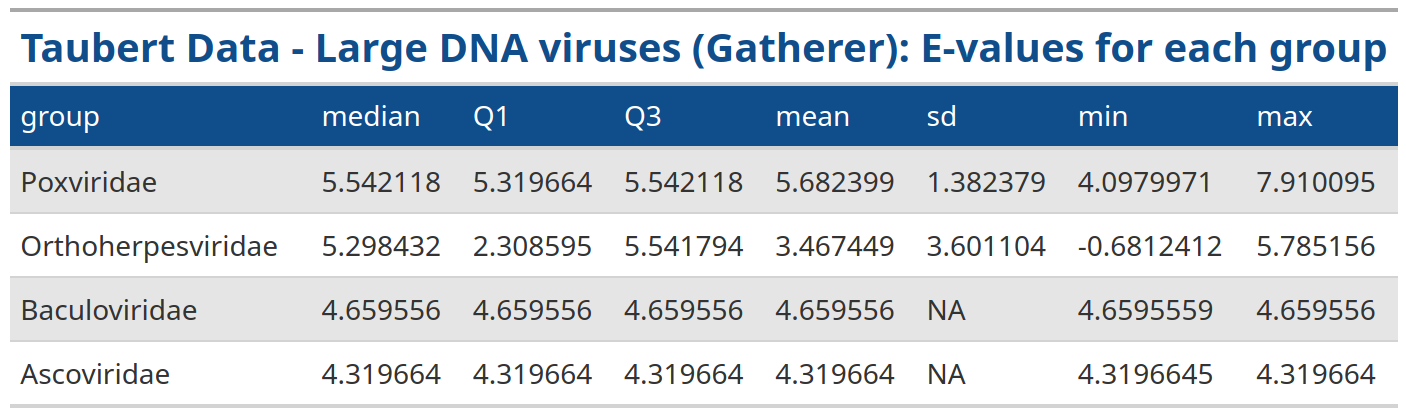 Taubert Data - Large DNA viruses (Gatherer): E-values for each group
group median Q1 Q3 mean sd min max
Poxviridae 5.542118 5.319664 5.542118 5.682399 1.382379 4.0979971 7.910095
Orthoherpesviridae 5.298432 2.308595 5.541794 3.467449 3.601104 -0.6812412 5.785156
Baculoviridae 4.659556 4.659556 4.659556 4.659556 NA 4.6595559 4.659556
Ascoviridae 4.319664 4.319664 4.319664 4.319664 NA 4.3196645 4.319664